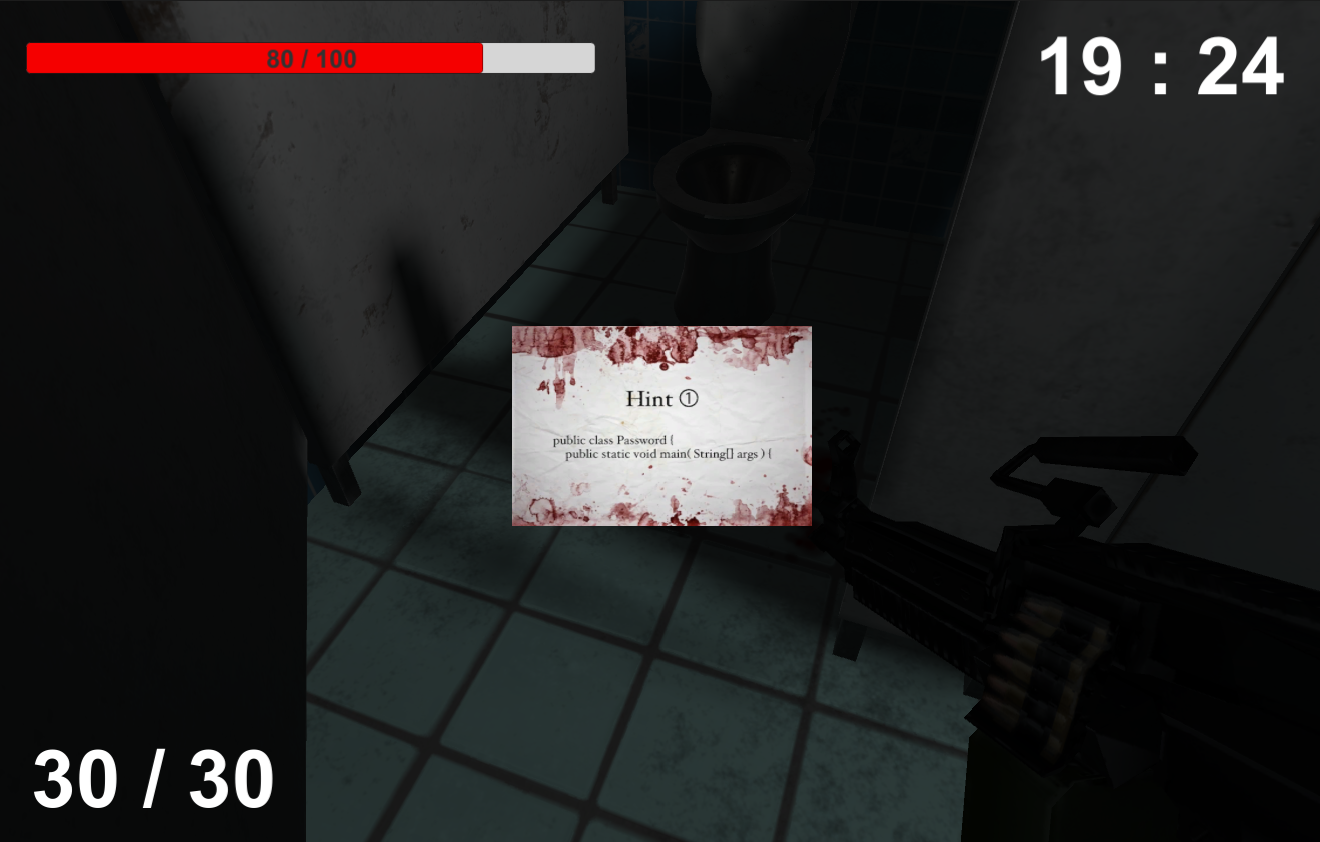 80 / 100
19 : 24
Hint ①
public class Password {
public static void main( String[] args ) {
30 / 30